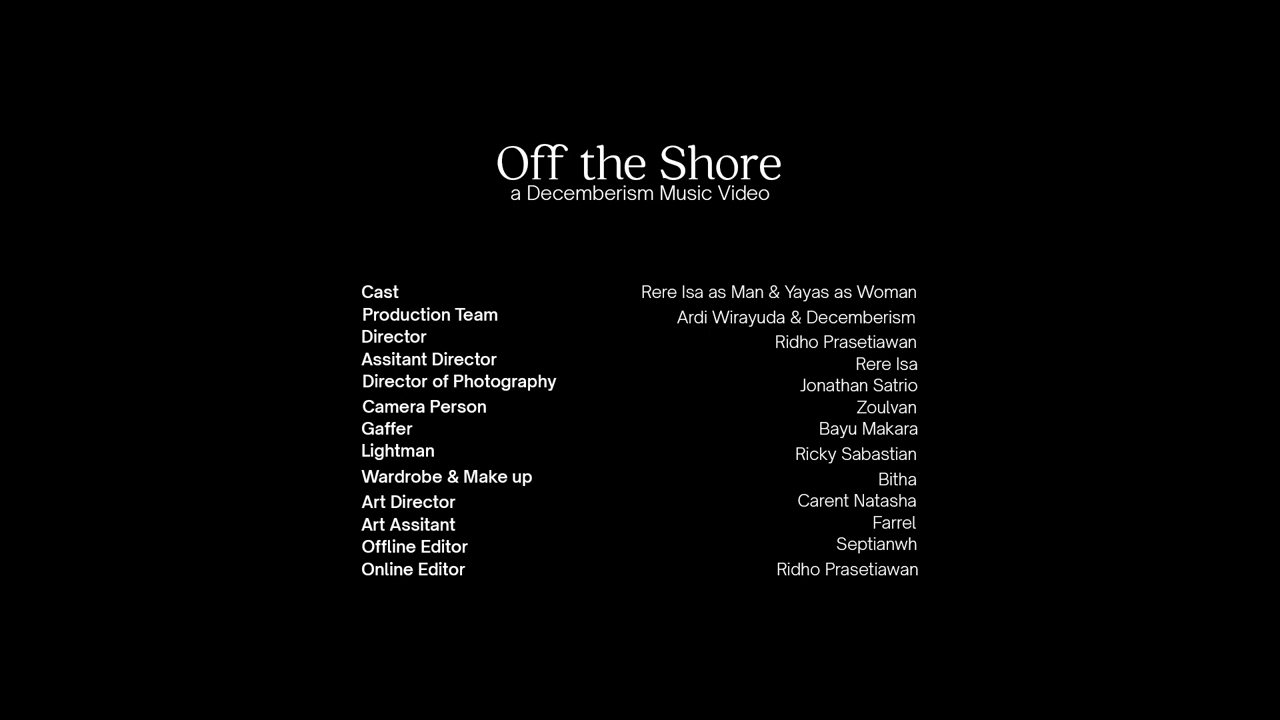 Off the Shore
a Decemberism Music Video
Cast Rere Isa as Man & Yayas as Woman
Production Team Ardi Wirayuda & Decemberism
Director Ridho Prasetiawan
Assitant Director Rere Isa
Director of Photography Jonathan Satrio
Camera Person Zoulvan
Gaffer Bayu Makara
Lightman Ricky Sabastian
Wardrobe & Make up Bitha
Art Director Carent Natasha
Art Assitant Farrel
Offline Editor Septianwh
Online Editor Ridho Prasetiawan